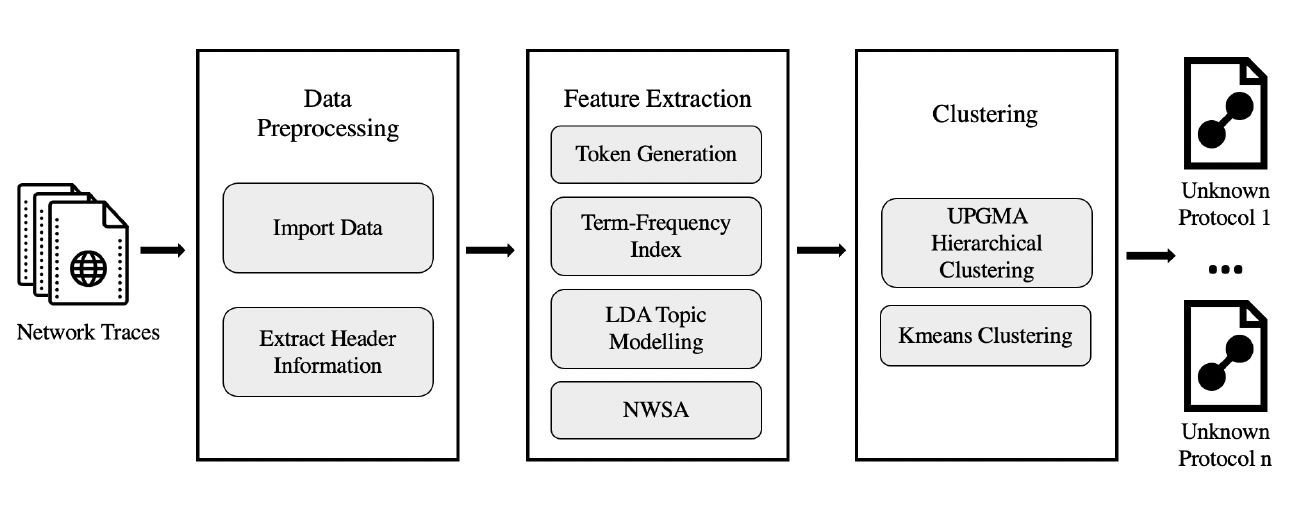 Network Traces
Data
Preprocessing
Import Data
Extract Header
Information
Feature Extraction
Token Generation
Term-Frequency
Index
LDA Topic
Modelling
NWSA
Clustering
UPGMA
Hierarchical
Clustering
Kmeans Clustering
Unknown
Protocol 1
Unknown
Protocol n